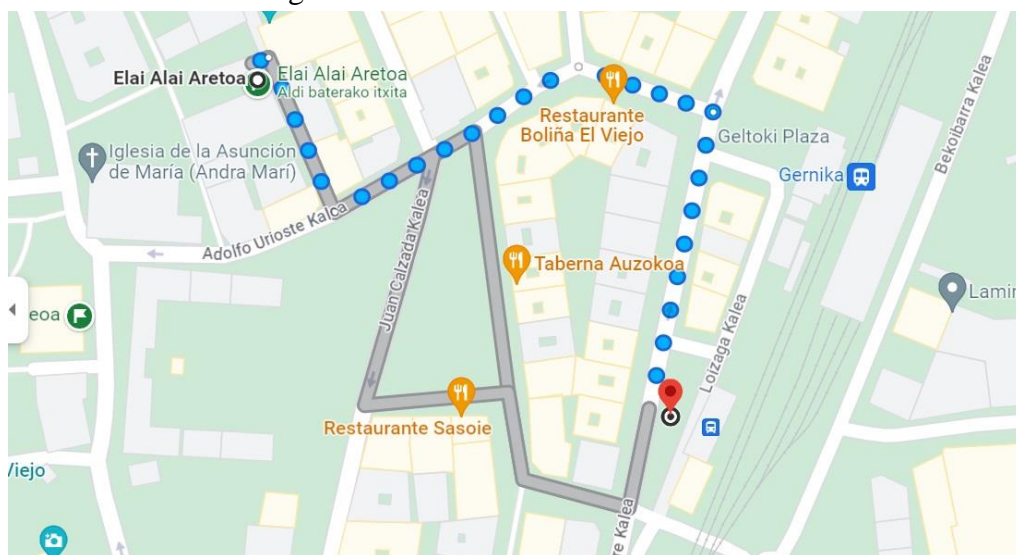 Elai Alai Aretoa
Elai Alai Aretoa
Aldi baterako itxita
Iglesia de la Asunción
de María (Andra Marí)
Adolfo Urioste Kalea
Juan Calzada Kalea
Restaurante
Boliña El Viejo
Geltoki Plaza
Gernika
Bekoibarra Kalea
Taberna Auzokoa
Loizaga Kalea
Lamin
eoa
Restaurante Sasoie
Viejo
re Kalea